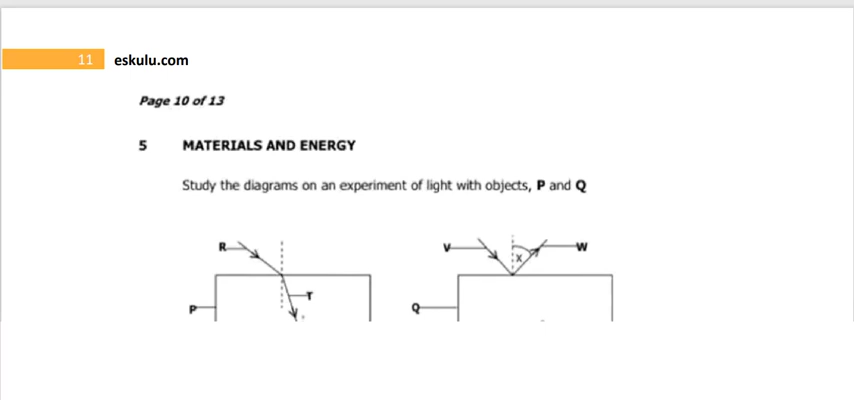 11 eskulu.com
Page 10 of 13
5 MATERIALS AND ENERGY
Study the diagrams on an experiment of light with objects, P and Q
R V W
X
T
P Q